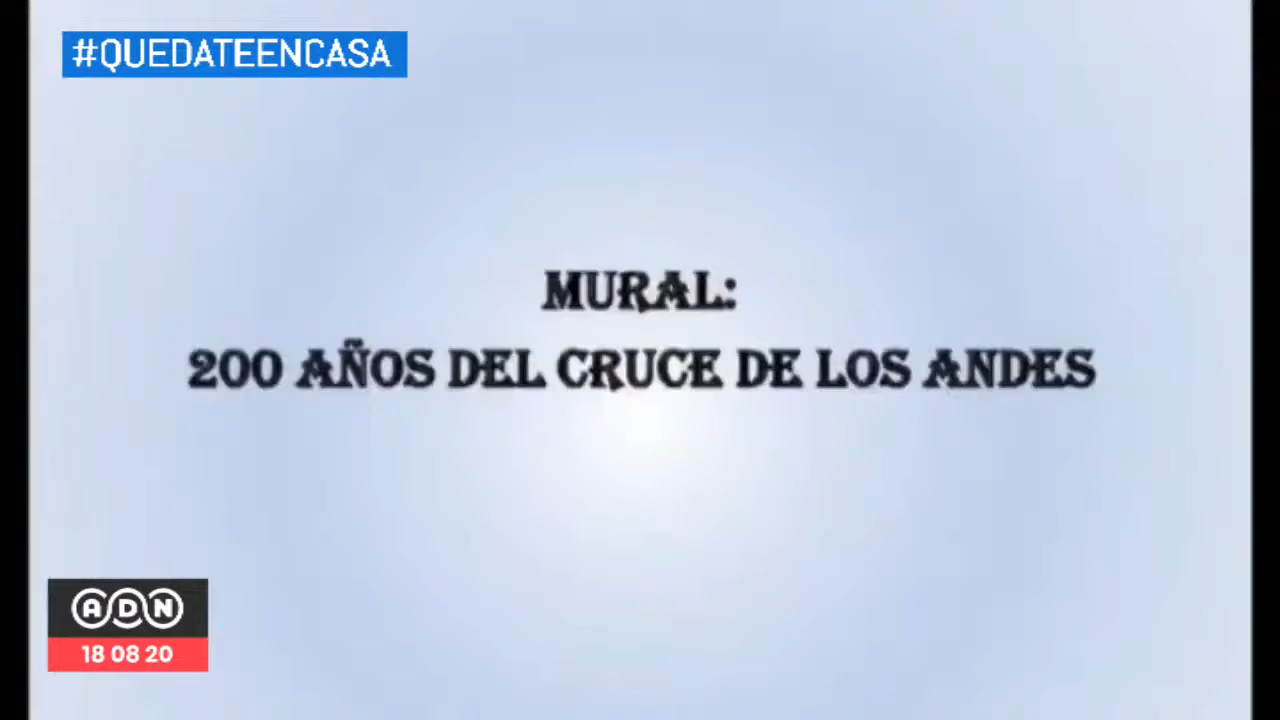 #QUEDATEENCASA
MURAL:
200 AÑOS DEL CRUCE DE LOS ANDES
ADN
18 08 20